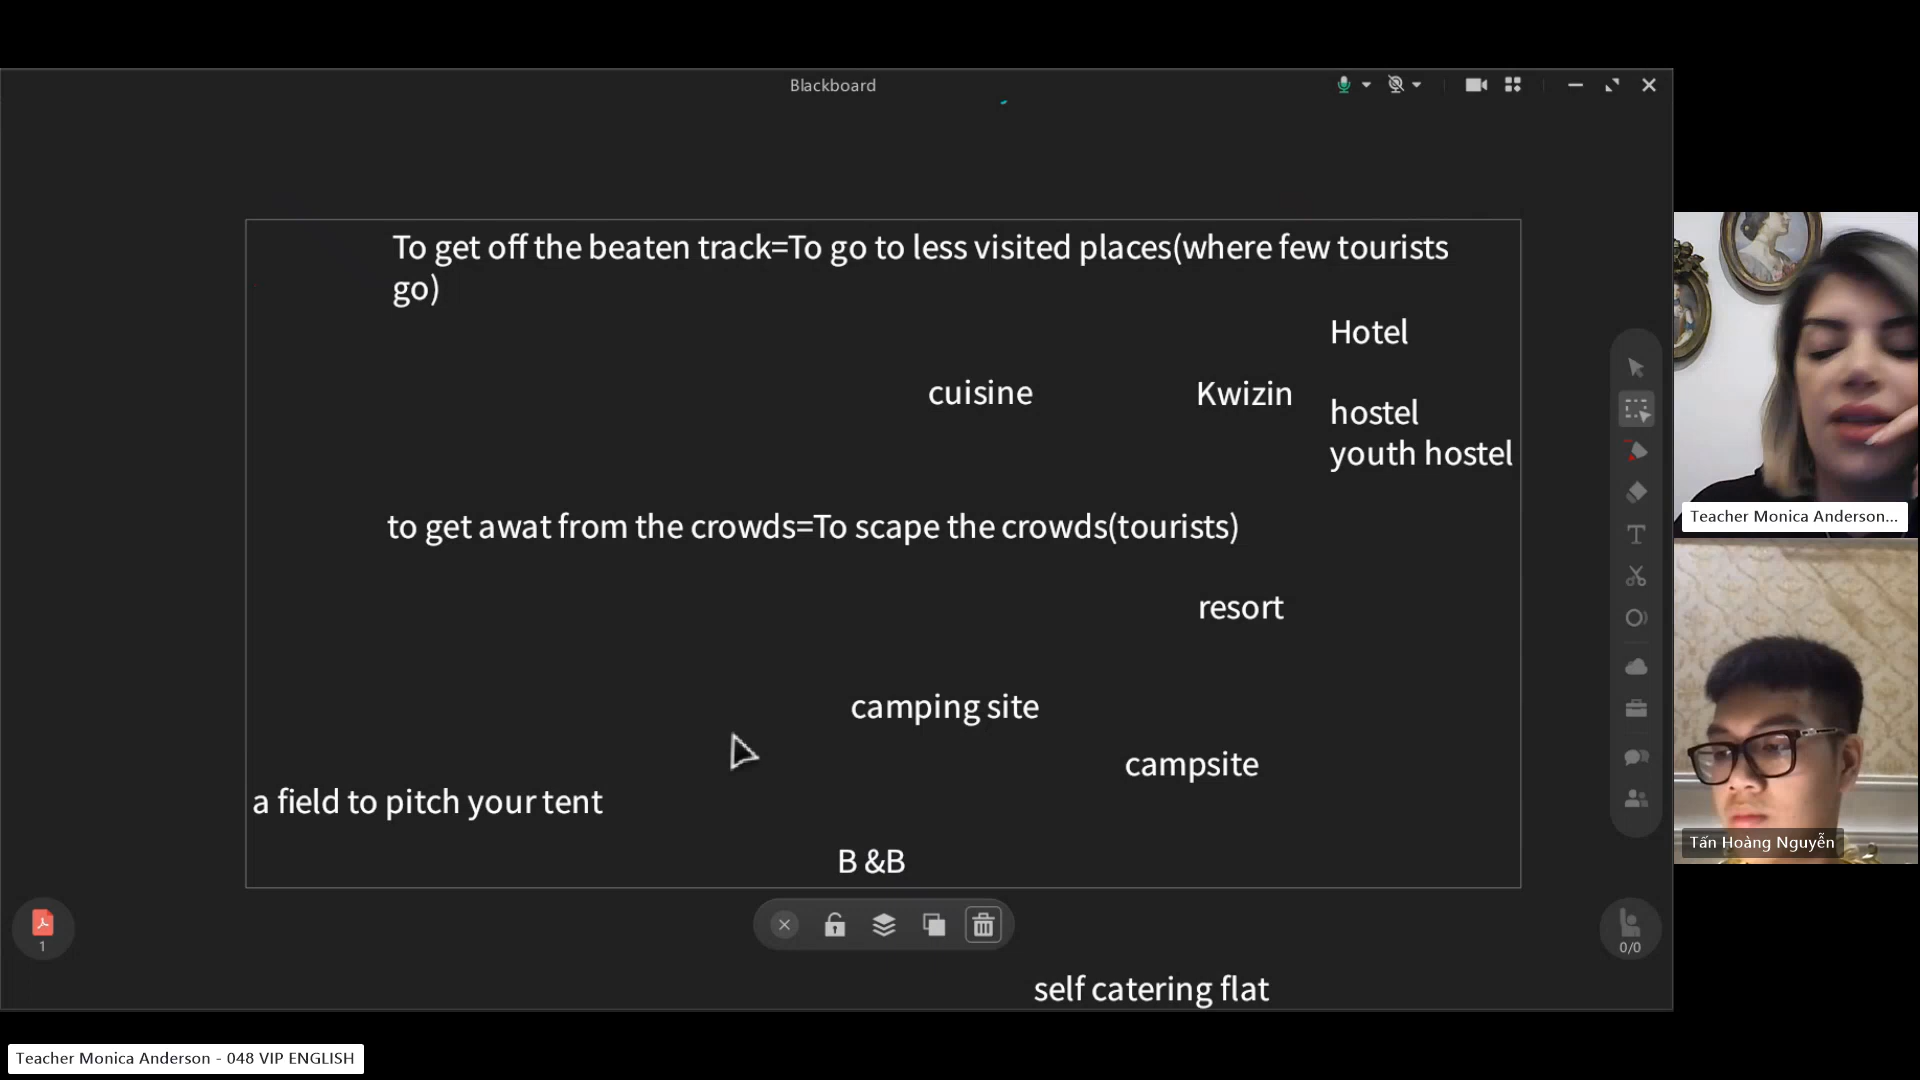 Blackboard
To get off the beaten track=To go to less visited places(where few tourists
go)
Hotel
cuisine
Kwizin
hostel
youth hostel
to get awat from the crowds=To scape the crowds(tourists)
Teacher Monica Anderson...
resort
camping site
campsite
a field to pitch your tent
Tấn Hoàng Nguyễn
B &B
1
0/0
self catering flat
Teacher Monica Anderson - 048 VIP ENGLISH